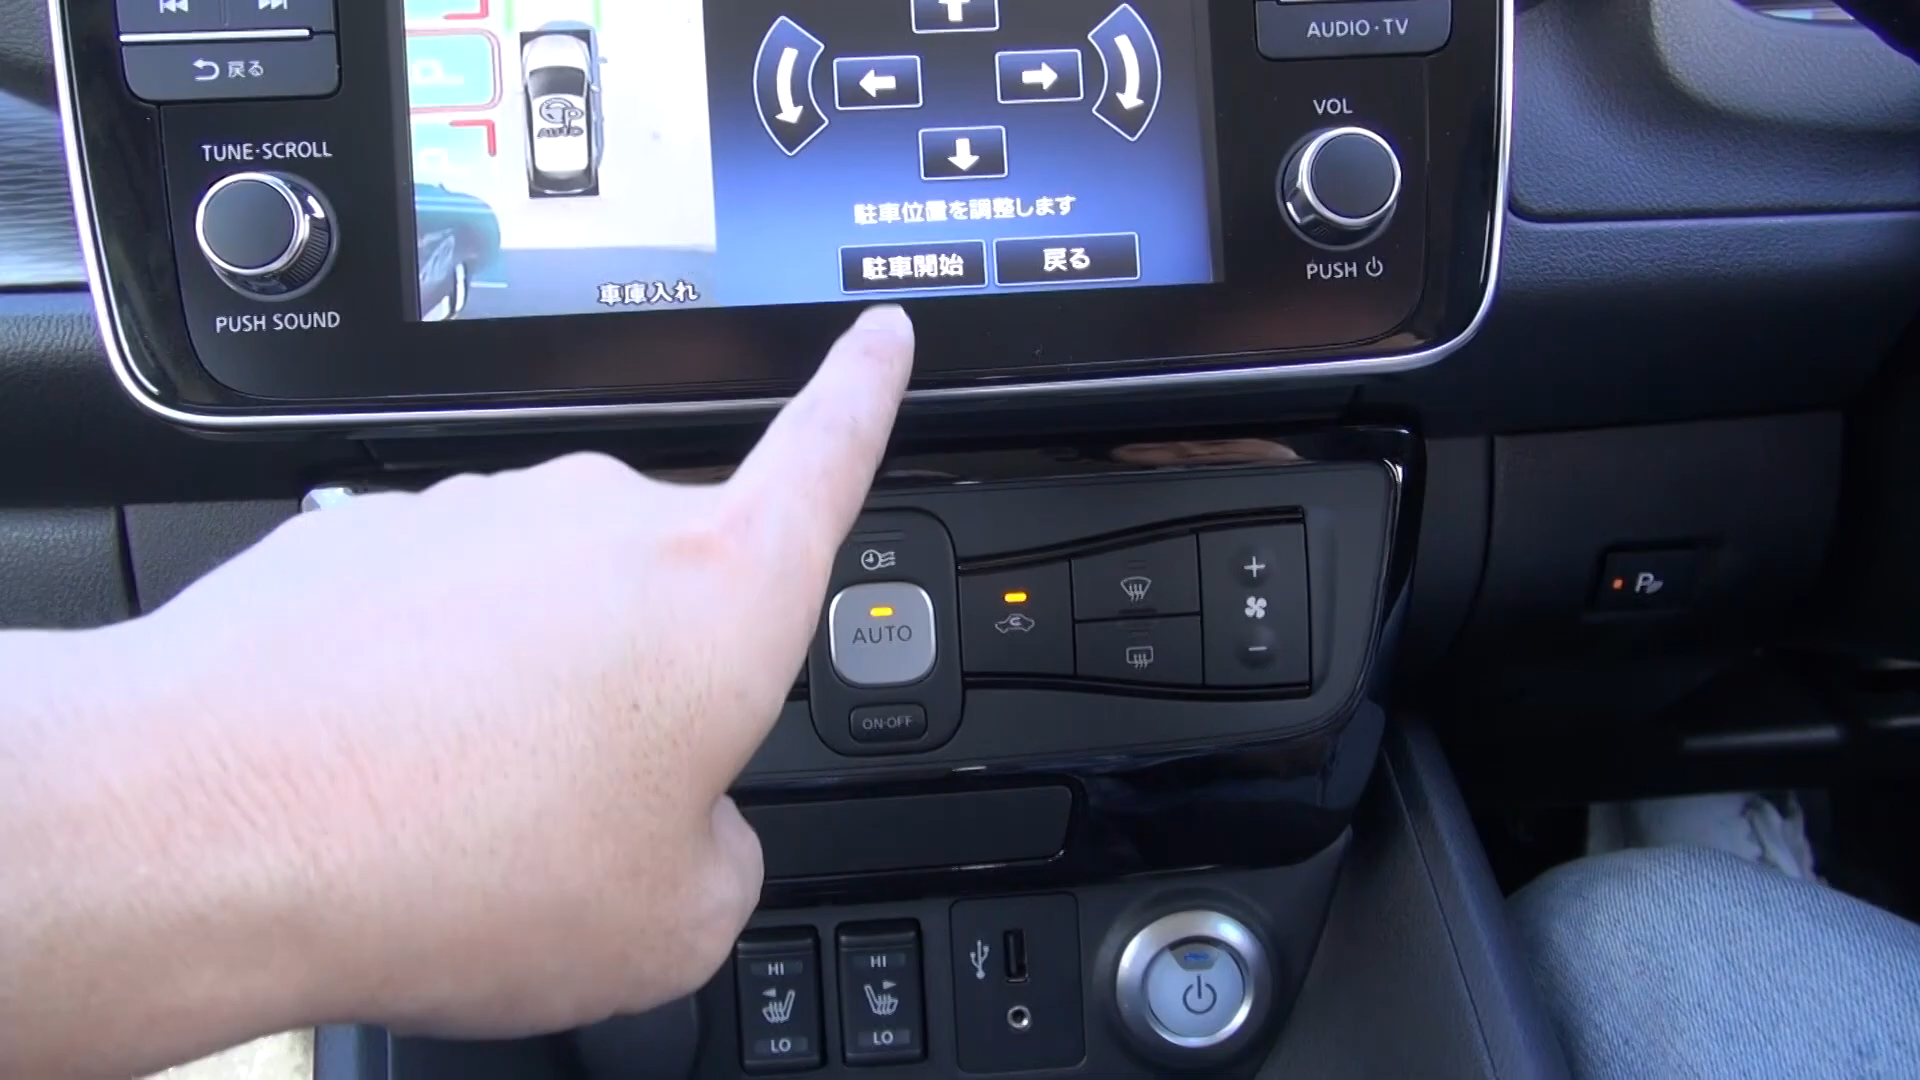 AUDIO·TV
戻る
VOL
TUNE·SCROLL
PUSH SOUND
P
P
P
AUTO
車庫入れ
駐車位置を調整します
駐車開始
戻る
PUSH
AUTO
ON·OFF
P
HI
LO
HI
LO